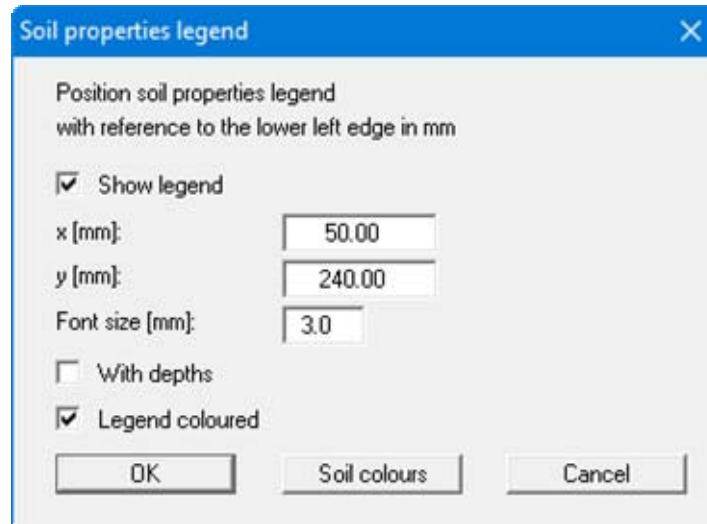 Soil properties legend
Position soil properties legend
with reference to the lower left edge in mm
Show legend
x [mm]: 50.00
y [mm]: 240.00
Font size [mm]: 3.0
With depths
Legend coloured
OK Soil colours Cancel